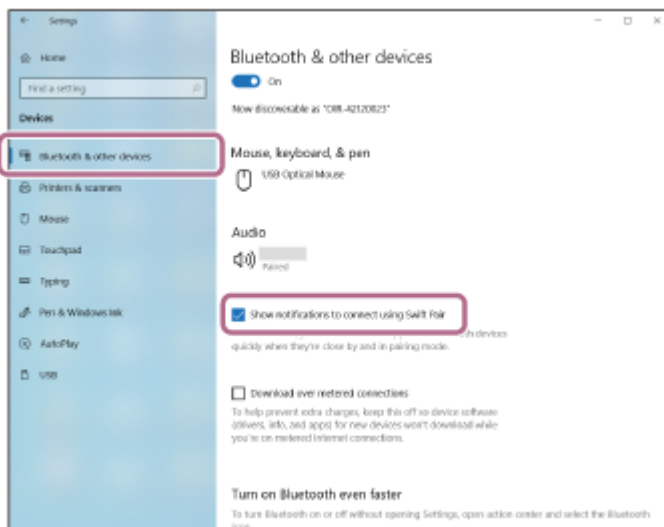 Settings
Home
Find a setting
Devices
Bluetooth & other devices
Printers & scanners
Mouse
Touchpad
Typing
Pen & Windows Ink
AutoPlay
USB
Bluetooth & other devices
On
Now discoverable as
Mouse, keyboard, & pen
USB Optical Mouse
Audio
Paired
Show notifications to connect using Swift Pair
devices
quickly when they're close by and in pairing mode.
Download over metered connections
To help prevent extra charges, keep this off so device software
(drivers, info, and apps) for new devices won't download while
you're on metered Internet connections.
Turn on Bluetooth even faster
To turn Bluetooth on or off without opening Settings, open action center and select the Bluetooth